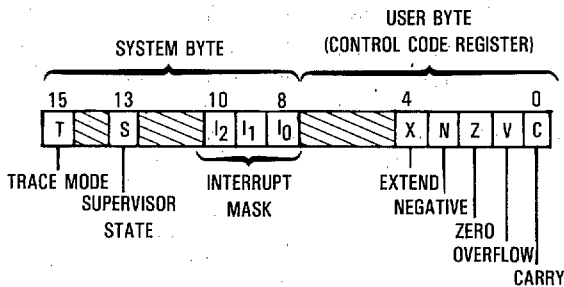 USER BYTE
SYSTEM BYTE (CONTROL CODE REGISTER)
15 13 10 8 4 0
T S I2 I1 I0 X N Z V C
TRACE MODE
SUPERVISOR
STATE
INTERRUPT
MASK
EXTEND
NEGATIVE
ZERO
OVERFLOW
CARRY